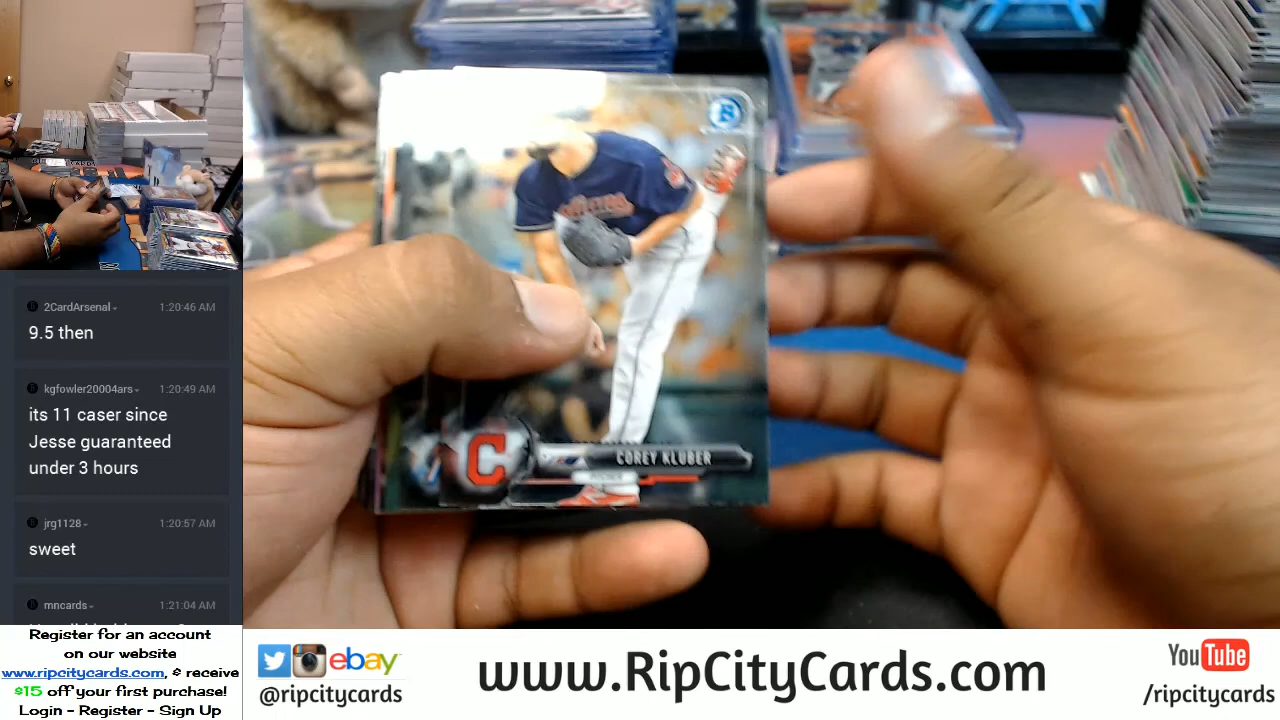 2CardArsenal
1:20:46 AM
9.5 then
kgfowler20004ars
1:20:49 AM
its 11 caser since
Jesse guaranteed
under 3 hours
jrg1128
1:20:57 AM
sweet
mncards
1:21:04 AM
Register for an account
on our website
www.ripcitycards.com, & receive
$15 off your first purchase!
Login - Register - Sign Up
B
Indians
C
COREY KLUBER
ebay
@ripcitycards
www.RipCityCards.com
YouTube
/ripcitycards